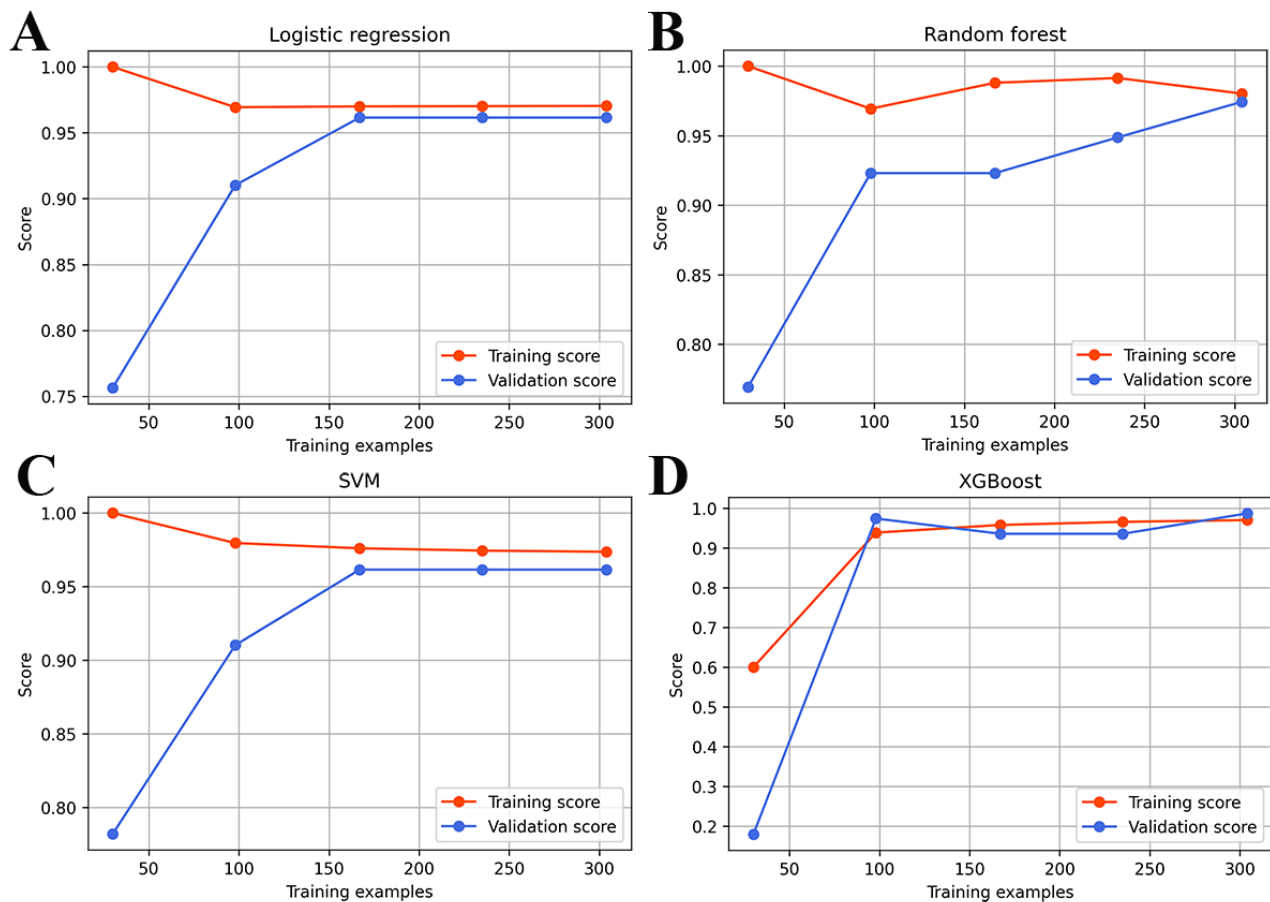 A
Logistic regression
1.00
0.95
0.90
0.85
0.80
0.75
Score
50 100 150 200 250 300
Training examples
Training score
Validation score
B
Random forest
1.00
0.95
0.90
0.85
0.80
Score
50 100 150 200 250 300
Training examples
Training score
Validation score
C
SVM
1.00
0.95
0.90
0.85
0.80
Score
50 100 150 200 250 300
Training examples
Training score
Validation score
D
XGBoost
1.0
0.9
0.8
0.7
0.6
0.5
0.4
0.3
0.2
Score
50 100 150 200 250 300
Training examples
Training score
Validation score